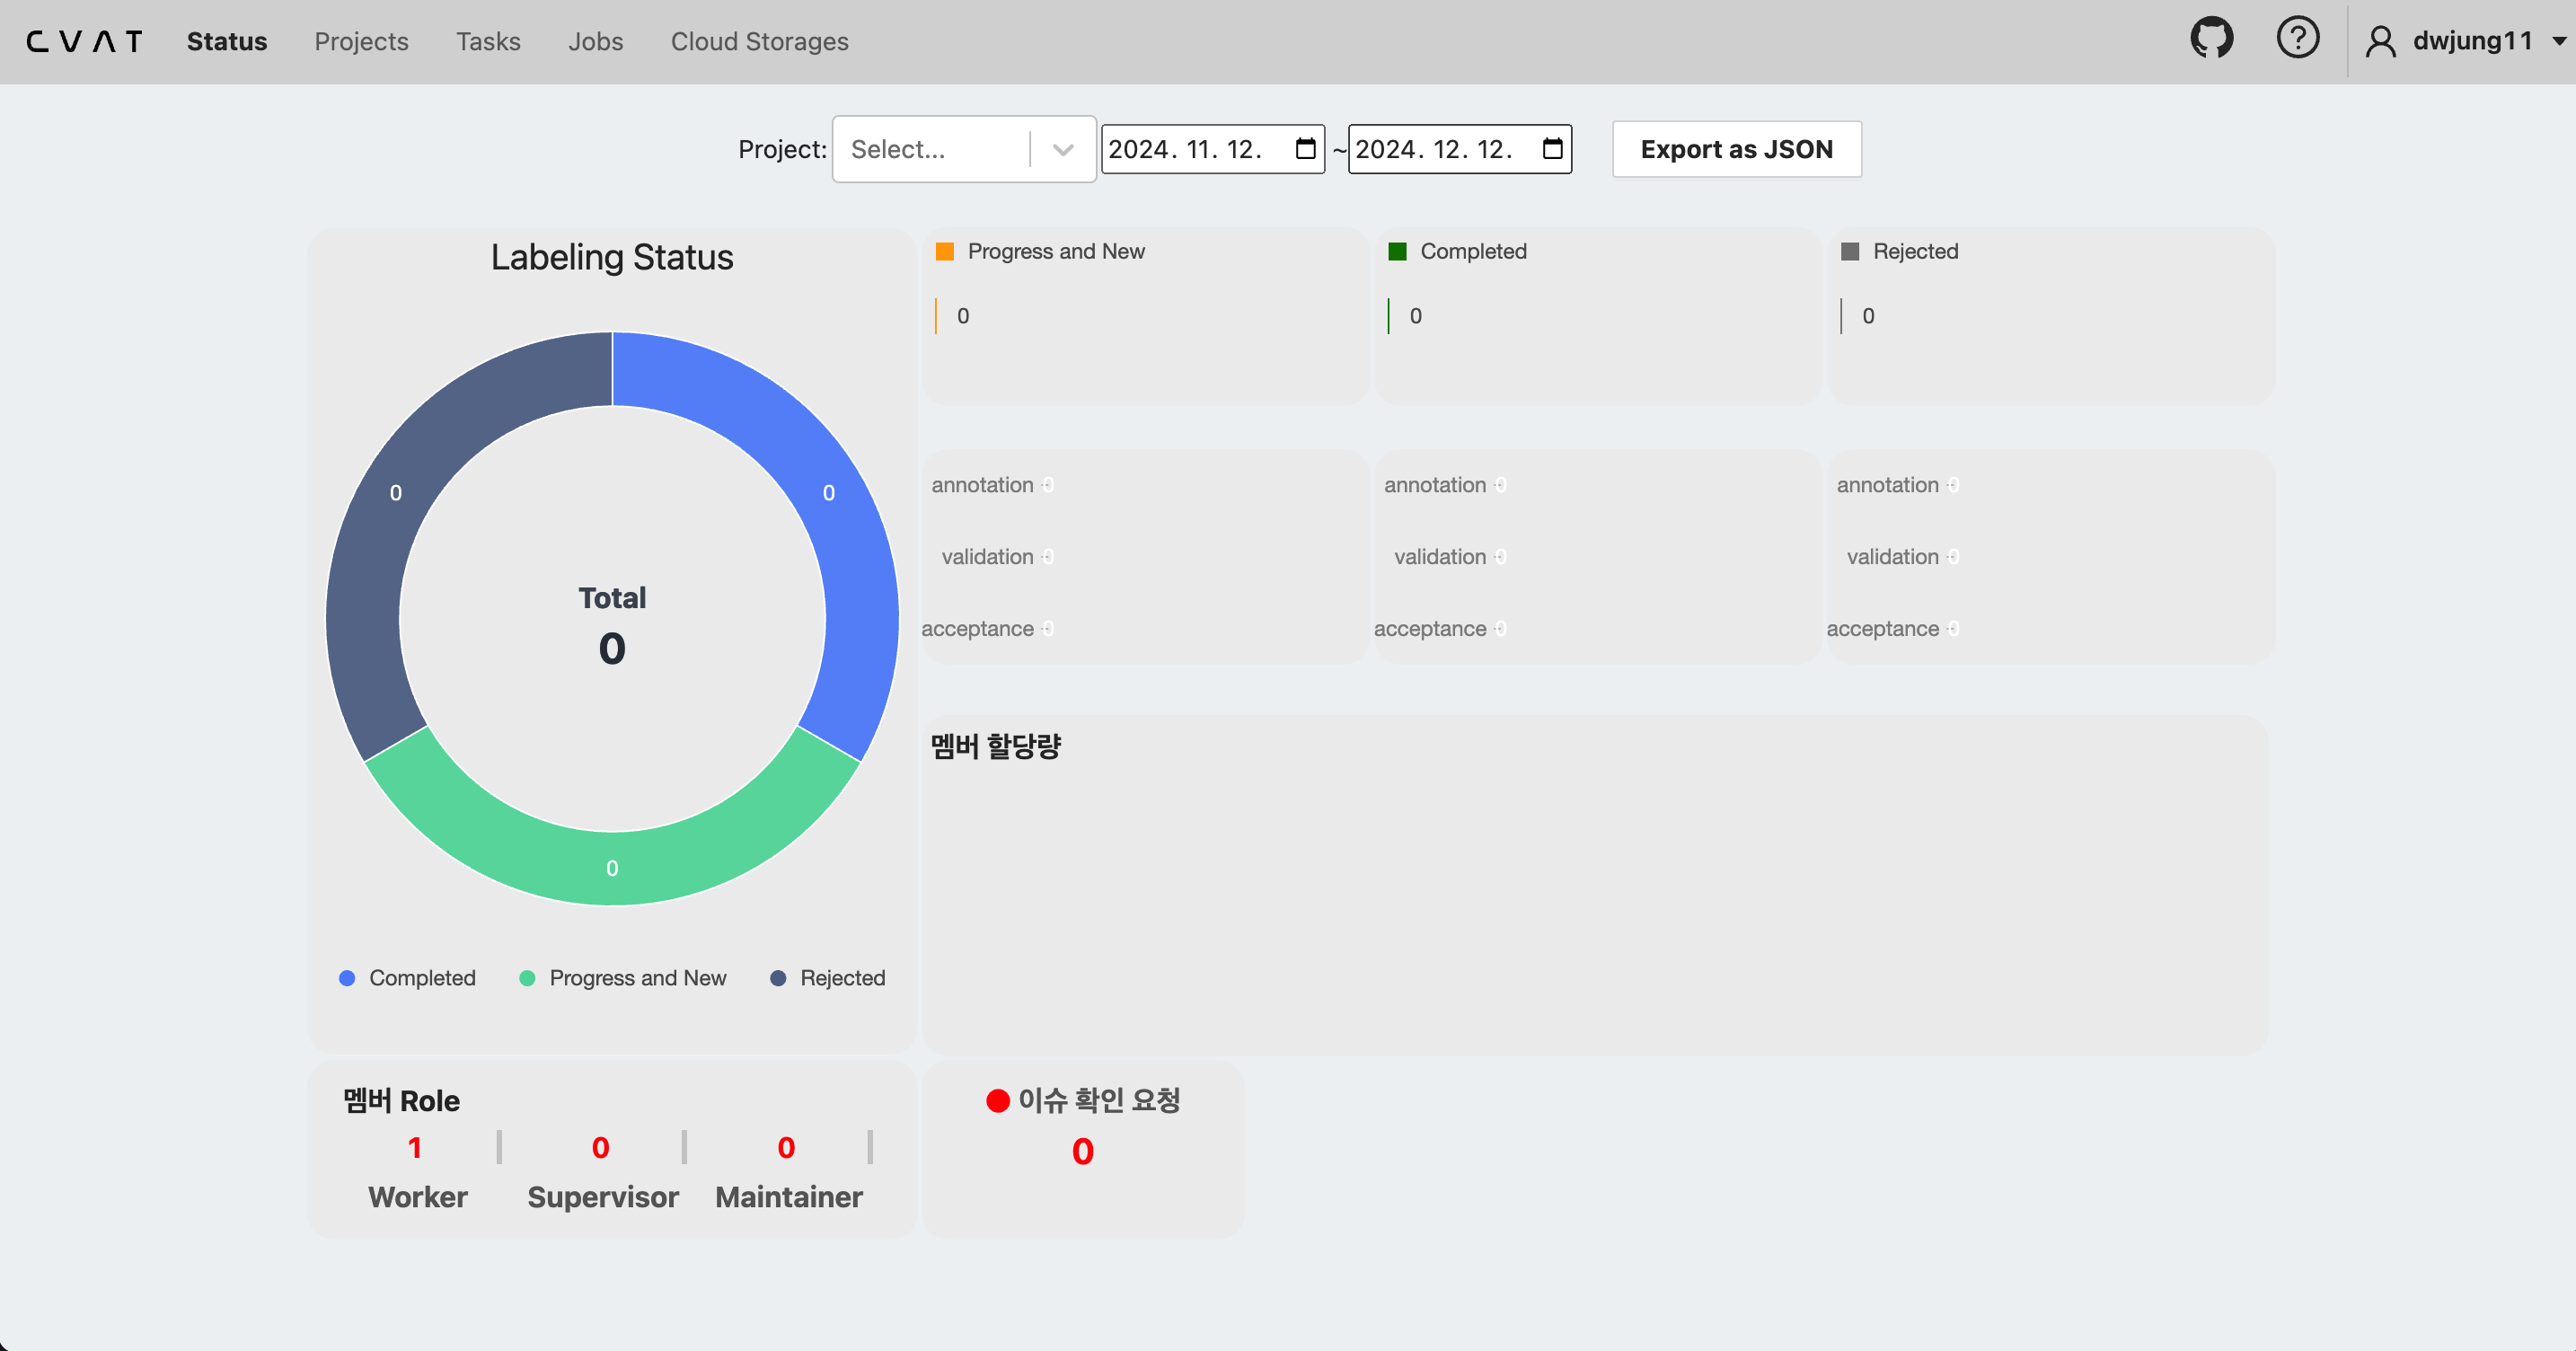 CVAT Status Projects Tasks Jobs Cloud Storages dwjung11
Project: Select... 2024. 11. 12. ~ 2024. 12. 12. Export as JSON
Labeling Status
0
0
0
Total
0
Completed Progress and New Rejected
Progress and New
0
Completed
0
Rejected
0
annotation 0
validation 0
acceptance 0
annotation 0
validation 0
acceptance 0
annotation 0
validation 0
acceptance 0
멤버 할당량
멤버 Role
1 0 0
Worker Supervisor Maintainer
이슈 확인 요청
0